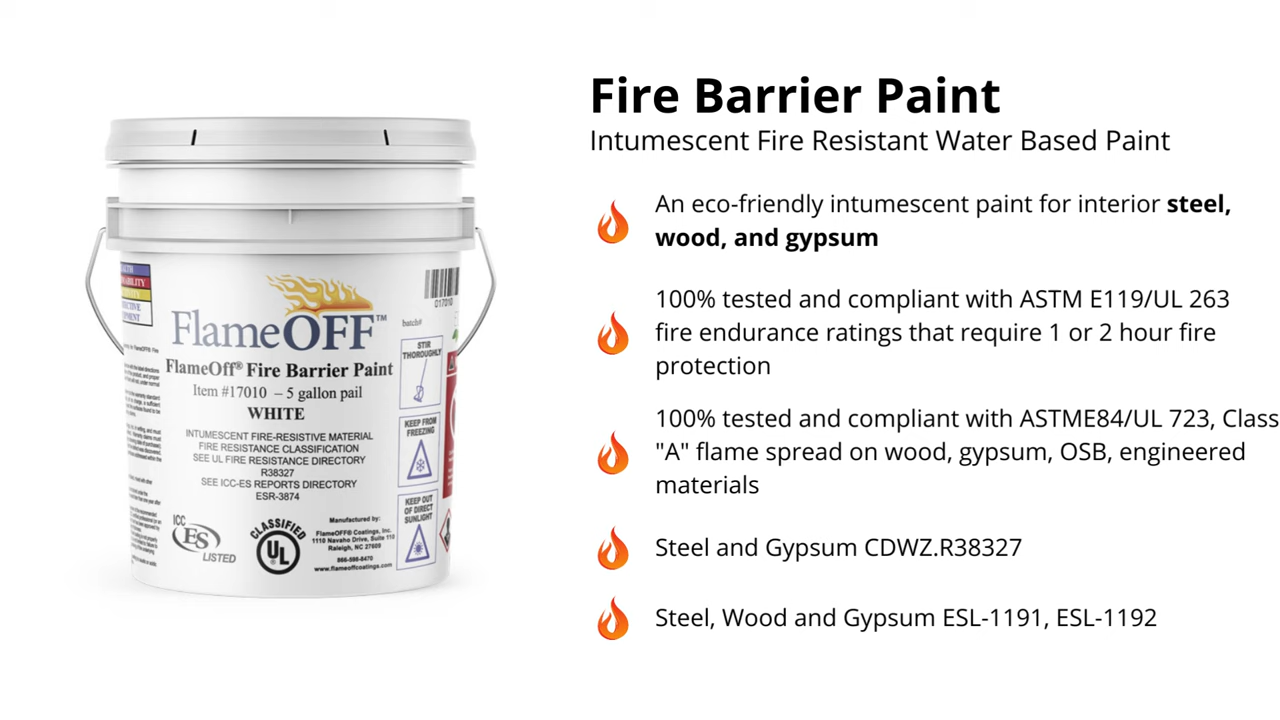 Fire Barrier Paint
Intumescent Fire Resistant Water Based Paint
An eco-friendly intumescent paint for interior steel,
wood, and gypsum
100% tested and compliant with ASTM E119/UL 263
fire endurance ratings that require 1 or 2 hour fire
protection
100% tested and compliant with ASTME84/UL 723, Class
"A" flame spread on wood, gypsum, OSB, engineered
materials
Steel and Gypsum CDWZ.R38327
Steel, Wood and Gypsum ESL-1191, ESL-1192
017010
batch#
FlameOFF™
FlameOff® Fire Barrier Paint
Item #17010 – 5 gallon pail
WHITE
INTUMESCENT FIRE-RESISTIVE MATERIAL
FIRE RESISTANCE CLASSIFICATION
SEE UL FIRE RESISTANCE DIRECTORY
R38327
SEE ICC-ES REPORTS DIRECTORY
ESR-3874
STIR
THOROUGHLY
KEEP FROM
FREEZING
KEEP OUT
OF DIRECT
SUNLIGHT
ICC
ES
LISTED
CLASSIFIED
UL
Manufactured by:
FlameOFF® Coatings, Inc.
1110 Navaho Drive, Suite 110
Raleigh, NC 27609
866-598-8470
www.flameoffcoatings.com